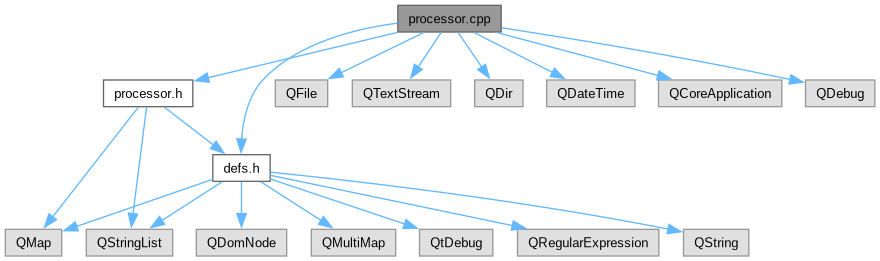 processor.cpp
processor.h
QFile
QTextStream
QDir
QDateTime
QCoreApplication
QDebug
defs.h
QMap
QStringList
QDomNode
QMultiMap
QtDebug
QRegularExpression
QString